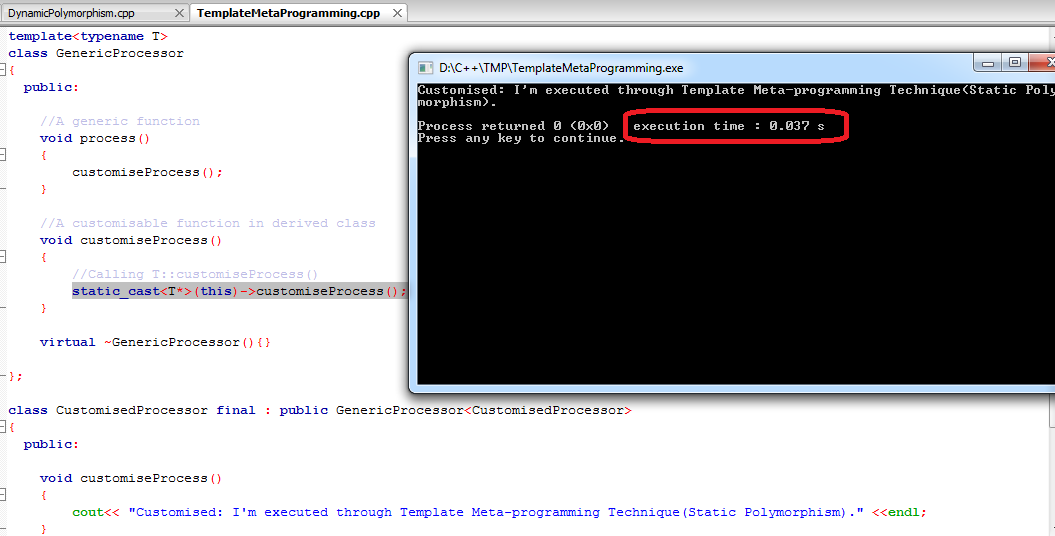 DynamicPolymorphism.cpp
TemplateMetaProgramming.cpp
template<typename T>
class GenericProcessor
{
public:
//A generic function
void process()
{
customiseProcess();
}
//A customisable function in derived class
void customiseProcess()
{
//Calling T::customiseProcess()
static_cast<T*>(this)->customiseProcess();
}
virtual ~GenericProcessor(){}
};
class CustomisedProcessor final : public GenericProcessor<CustomisedProcessor>
{
public:
void customiseProcess()
{
cout<< "Customised: I'm executed through Template Meta-programming Technique(Static Polymorphism)." <<endl;
}
D:\C++\TMP\TemplateMetaProgramming.exe
Customised: I'm executed through Template Meta-programming Technique(Static Poly
morphism).
Process returned 0 (0x0) execution time : 0.037 s
Press any key to continue.